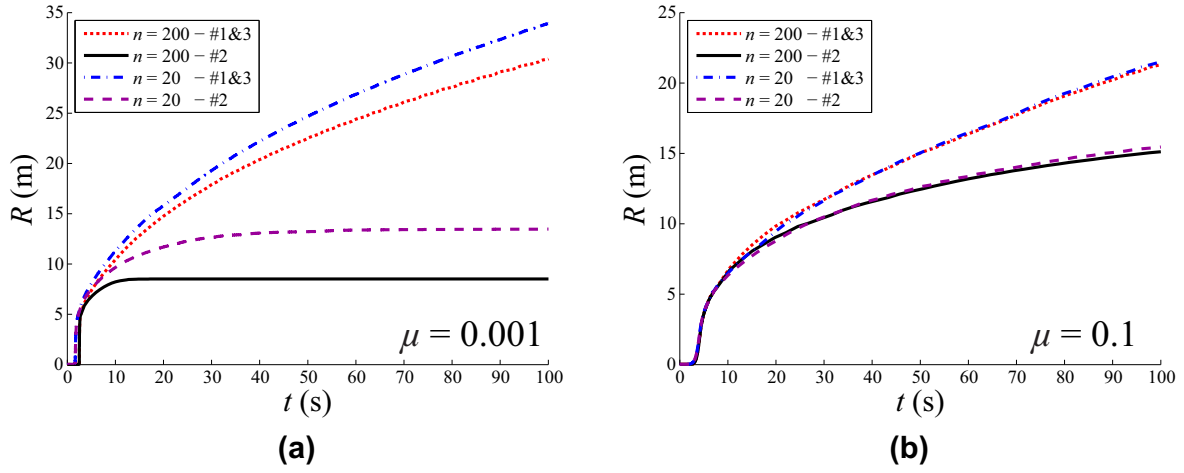 35
30
25
20
15
10
5
0
R (m)
n = 200 – #1&3
n = 200 – #2
n = 20 – #1&3
n = 20 – #2
μ = 0.001
0 10 20 30 40 50 60 70 80 90 100
t (s)
(a)
25
20
15
10
5
0
R (m)
n = 200 – #1&3
n = 200 – #2
n = 20 – #1&3
n = 20 – #2
μ = 0.1
0 10 20 30 40 50 60 70 80 90 100
t (s)
(b)